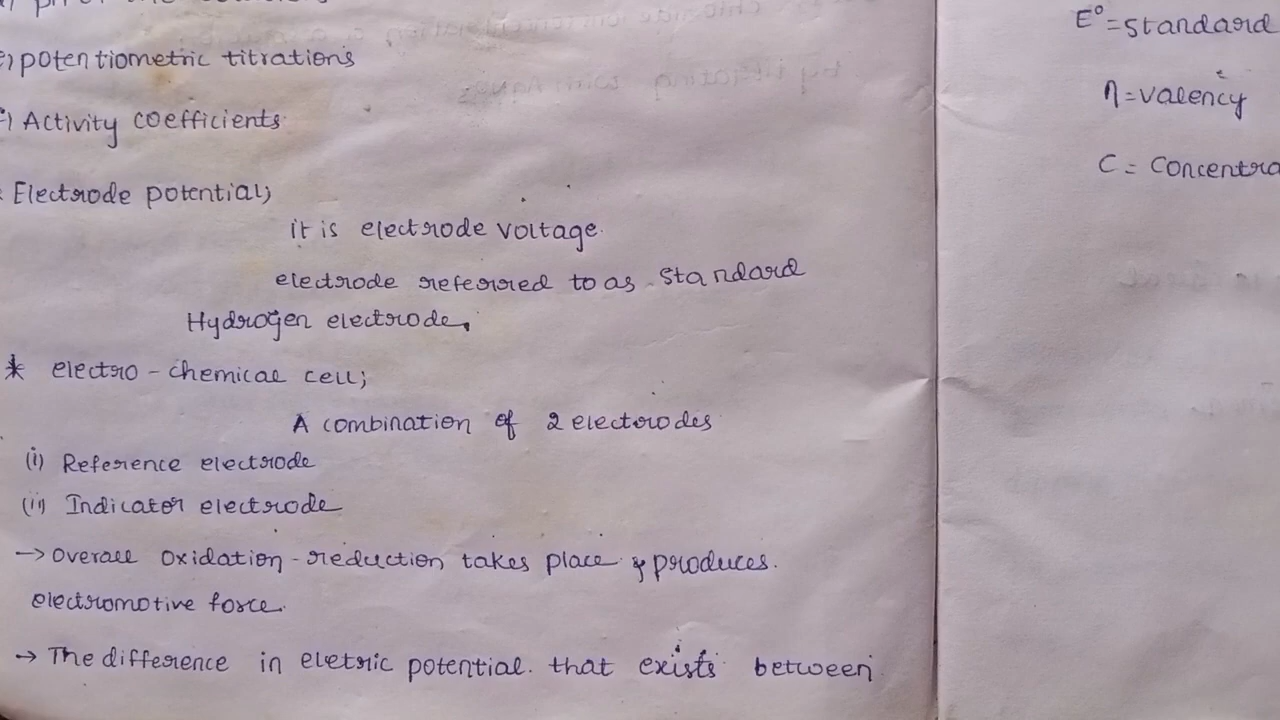 potentiometric titrations
Activity coefficients
Electrode potential;
it is electrode voltage.
electrode referred to as standard
Hydrogen electrode.
* electro-chemical cell;
A combination of 2 electrodes
(i) Reference electrode
(ii) Indicator electrode
→ Overall oxidation-reduction takes place & produces.
electromotive force.
→ The difference in eletric potential. that exists between
E° = standard
n = valency
C = Concentra